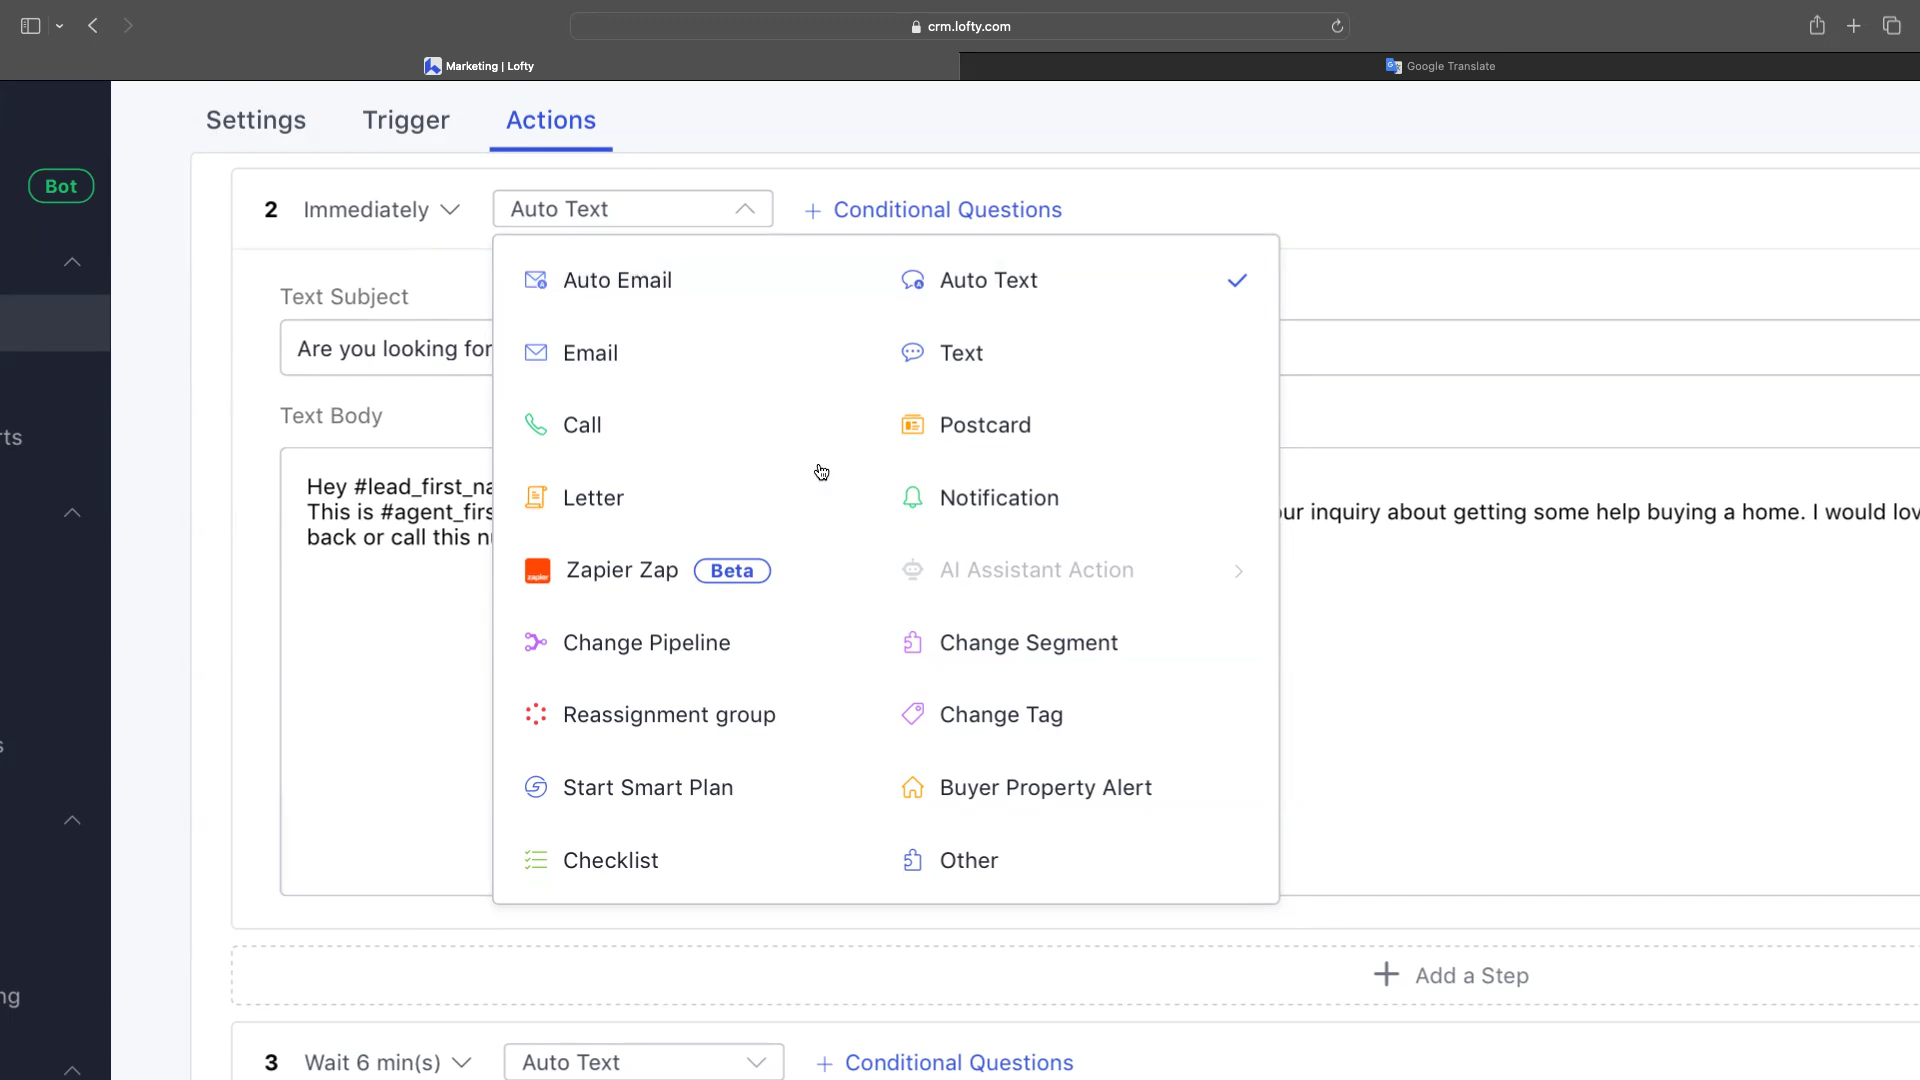 crm.lofty.com
Marketing | Lofty
Google Translate
Settings
Trigger
Actions
Bot
2 Immediately
Auto Text
+ Conditional Questions
Text Subject
Are you looking for
Text Body
Hey #lead_first_na
This is #agent_firs
ur inquiry about getting some help buying a home. I would lov
back or call this n
Auto Email
Auto Text
Email
Text
Call
Postcard
Letter
Notification
zapier
Zapier Zap
Beta
AI Assistant Action
Change Pipeline
Change Segment
Reassignment group
Change Tag
Start Smart Plan
Buyer Property Alert
Checklist
Other
rts
s
ng
+ Add a Step
3 Wait 6 min(s)
Auto Text
+ Conditional Questions